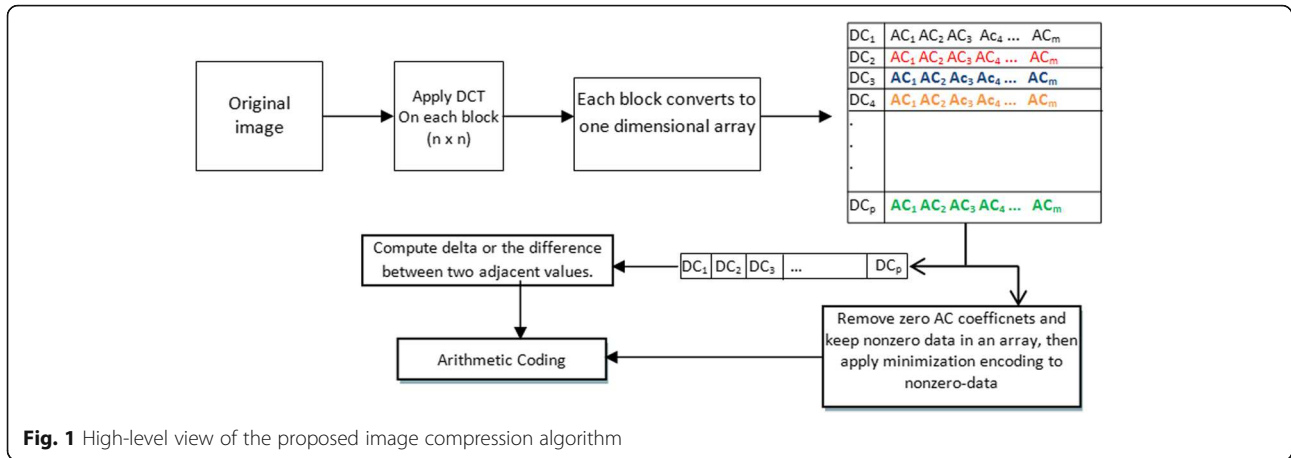 Original
image
Apply DCT
On each block
(n x n)
Each block converts to
one dimensional array
DC₁ AC₁ AC₂ AC₃ Ac₄ ... ACₘ
DC₂ AC₁ AC₂ AC₃ AC₄ ... ACₘ
DC₃ AC₁ AC₂ Ac₃ Ac₄ ... ACₘ
DC₄ AC₁ AC₂ Ac₃ Ac₄ ... ACₘ
.
.
.
DCₚ AC₁ AC₂ AC₃ AC₄ ... ACₘ
Compute delta or the difference
between two adjacent values.
DC₁ DC₂ DC₃ ... DCₚ
Remove zero AC coefficnets and
keep nonzero data in an array, then
apply minimization encoding to
nonzero-data
Arithmetic Coding
Fig. 1 High-level view of the proposed image compression algorithm